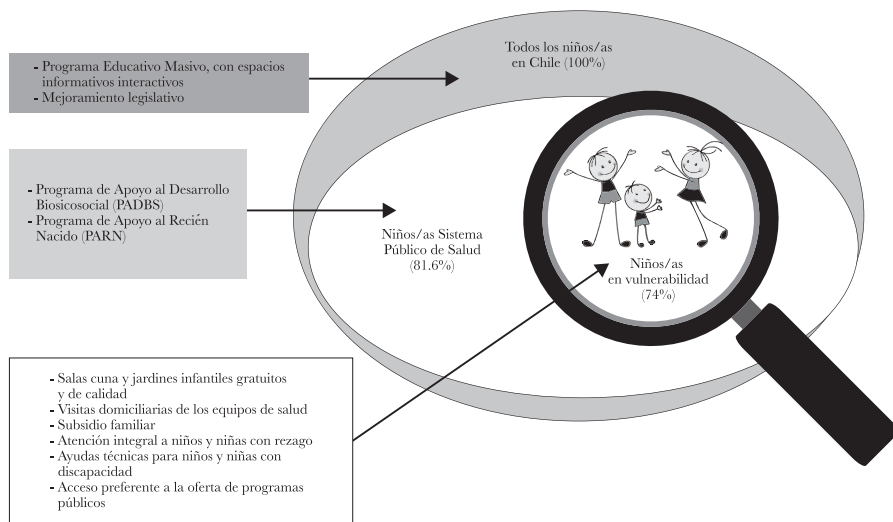 - Programa Educativo Masivo, con espacios
informativos interactivos
- Mejoramiento legislativo
Todos los niños/as
en Chile (100%)
- Programa de Apoyo al Desarrollo
Biosicosocial (PADBS)
- Programa de Apoyo al Recién
Nacido (PARN)
Niños/as Sistema
Público de Salud
(81.6%)
Niños/as
en vulnerabilidad
(74%)
- Salas cuna y jardines infantiles gratuitos
y de calidad
- Visitas domiciliarias de los equipos de salud
- Subsidio familiar
- Atención integral a niños y niñas con rezago
- Ayudas técnicas para niños y niñas con
discapacidad
- Acceso preferente a la oferta de programas
públicos